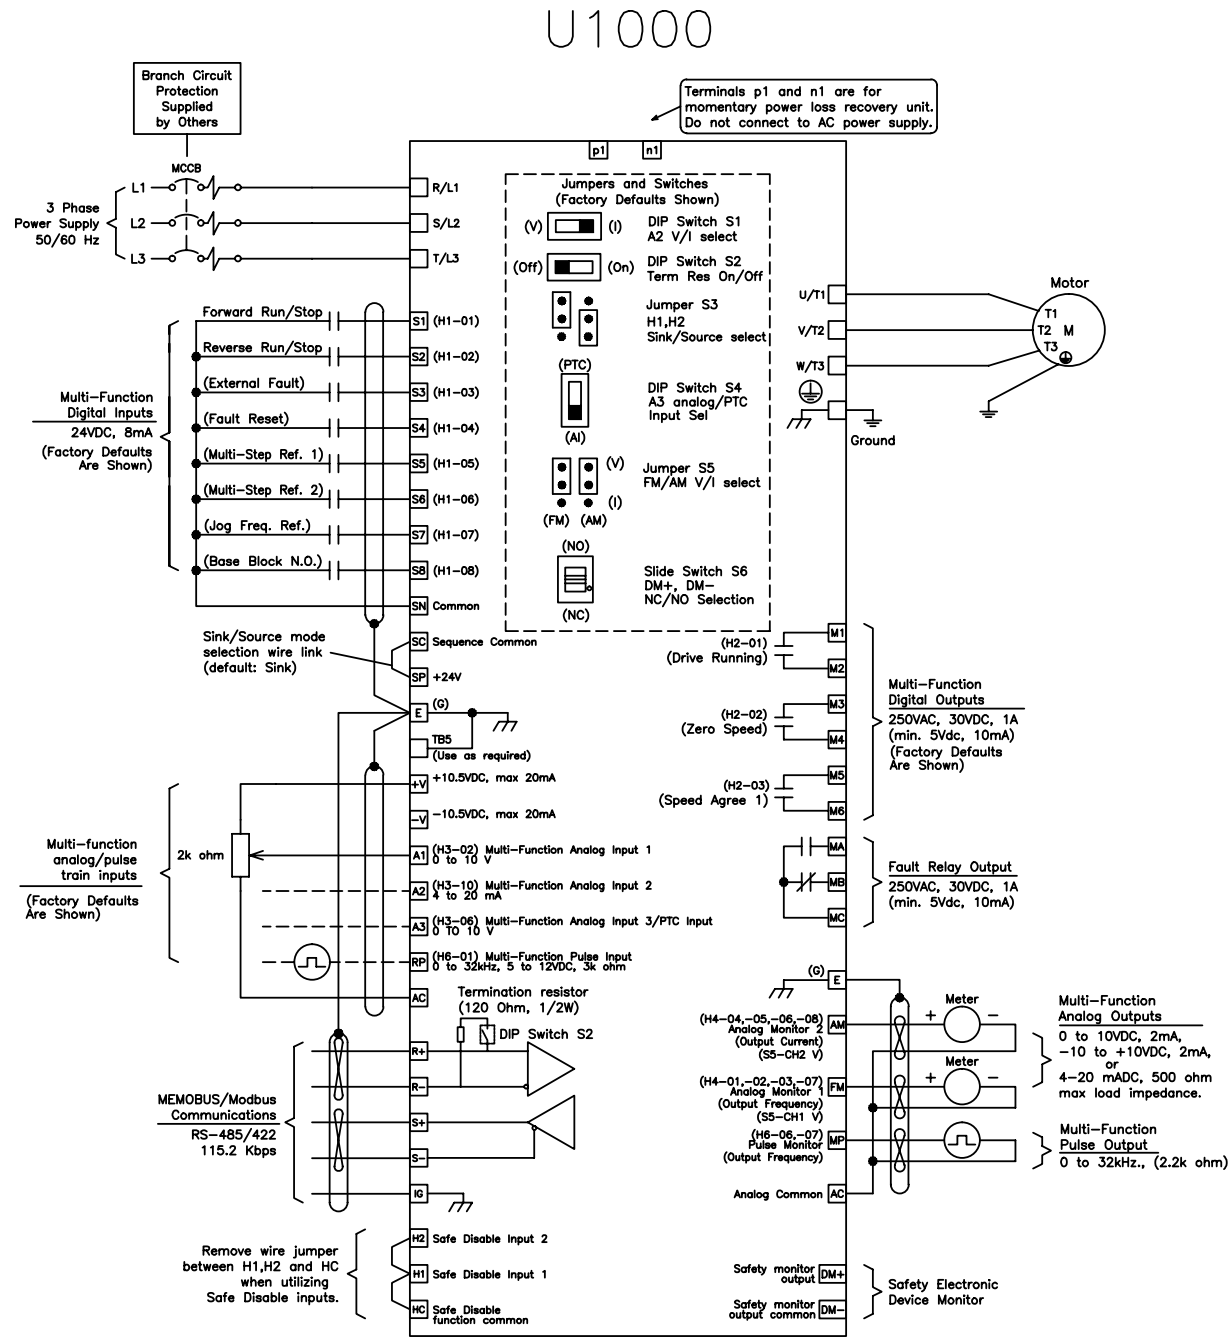 U1000
Branch Circuit
Protection
Supplied
by Others
Terminals p1 and n1 are for
momentary power loss recovery unit.
Do not connect to AC power supply.
p1
n1
MCCB
3 Phase
Power Supply
50/60 Hz
L1
L2
L3
R/L1
S/L2
T/L3
Jumpers and Switches
(Factory Defaults Shown)
(V)
(I)
DIP Switch S1
A2 V/I select
(Off)
(On)
DIP Switch S2
Term Res On/Off
Jumper S3
H1,H2
Sink/Source select
(PTC)
DIP Switch S4
A3 analog/PTC
Input Sel
(AI)
(V)
Jumper S5
FM/AM V/I select
(I)
(FM)
(AM)
(NO)
Slide Switch S6
DM+, DM-
NC/NO Selection
(NC)
U/T1
V/T2
W/T3
Motor
T1
T2
M
T3
Ground
Multi-Function
Digital Inputs
24VDC, 8mA
(Factory Defaults
Are Shown)
Forward Run/Stop
S1 (H1-01)
Reverse Run/Stop
S2 (H1-02)
(External Fault)
S3 (H1-03)
(Fault Reset)
S4 (H1-04)
(Multi-Step Ref. 1)
S5 (H1-05)
(Multi-Step Ref. 2)
S6 (H1-06)
(Jog Freq. Ref.)
S7 (H1-07)
(Base Block N.O.)
S8 (H1-08)
SN Common
Sink/Source mode
selection wire link
(default: Sink)
SC Sequence Common
SP +24V
E (G)
TB5
(Use as required)
+V +10.5VDC, max 20mA
-V -10.5VDC, max 20mA
Multi-function
analog/pulse
train inputs
(Factory Defaults
Are Shown)
2k ohm
A1 (H3-02) Multi-Function Analog Input 1
0 to 10 V
A2 (H3-10) Multi-Function Analog Input 2
4 to 20 mA
A3 (H3-06) Multi-Function Analog Input 3/PTC Input
0 TO 10 V
RP (H6-01) Multi-Function Pulse Input
0 to 32kHz, 5 to 12VDC, 3k ohm
AC
Termination resistor
(120 Ohm, 1/2W)
DIP Switch S2
MEMOBUS/Modbus
Communications
RS-485/422
115.2 Kbps
R+
R-
S+
S-
IG
Remove wire jumper
between H1,H2 and HC
when utilizing
Safe Disable inputs.
H2 Safe Disable Input 2
H1 Safe Disable Input 1
HC Safe Disable
function common
(H2-01)
(Drive Running)
M1
M2
(H2-02)
(Zero Speed)
M3
M4
(H2-03)
(Speed Agree 1)
M5
M6
Multi-Function
Digital Outputs
250VAC, 30VDC, 1A
(min. 5Vdc, 10mA)
(Factory Defaults
Are Shown)
MA
MB
MC
Fault Relay Output
250VAC, 30VDC, 1A
(min. 5Vdc, 10mA)
(G) E
(H4-04,-05,-06,-08)
Analog Monitor 2
(Output Current)
(S5-CH2 V)
AM
+ Meter -
(H4-01,-02,-03,-07)
Analog Monitor 1
(Output Frequency)
(S5-CH1 V)
FM
+ Meter -
(H6-06,-07)
Pulse Monitor
(Output Frequency)
MP
Analog Common AC
Multi-Function
Analog Outputs
0 to 10VDC, 2mA,
-10 to +10VDC, 2mA,
or
4-20 mADC, 500 ohm
max load impedance.
Multi-Function
Pulse Output
0 to 32kHz., (2.2k ohm)
Safety monitor
output
DM+
Safety monitor
output common
DM-
Safety Electronic
Device Monitor